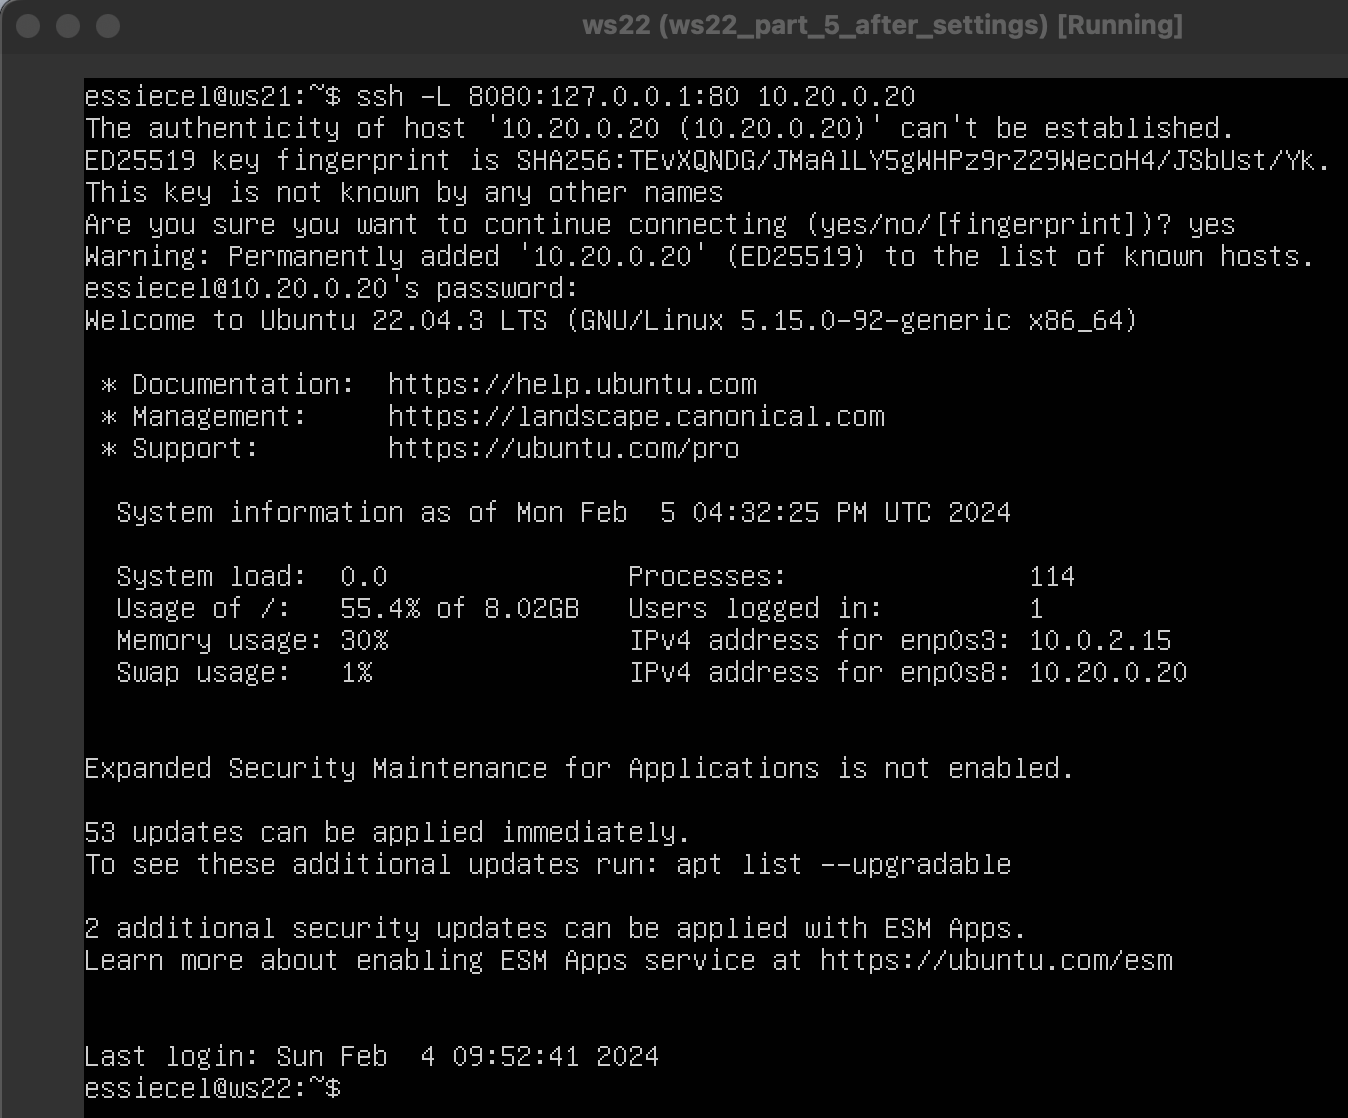 ws22 (ws22_part_5_after_settings) [Running]
essiecel@ws21:~$ ssh -L 8080:127.0.0.1:80 10.20.0.20
The authenticity of host '10.20.0.20 (10.20.0.20)' can't be established.
ED25519 key fingerprint is SHA256:TEvXQNDG/JMaAlLY5gWHPz9rZ29WecoH4/JSbUst/Yk.
This key is not known by any other names
Are you sure you want to continue connecting (yes/no/[fingerprint])? yes
Warning: Permanently added '10.20.0.20' (ED25519) to the list of known hosts.
essiecel@10.20.0.20's password:
Welcome to Ubuntu 22.04.3 LTS (GNU/Linux 5.15.0-92-generic x86_64)
* Documentation:  https://help.ubuntu.com
* Management:     https://landscape.canonical.com
* Support:        https://ubuntu.com/pro
System information as of Mon Feb  5 04:32:25 PM UTC 2024
System load:  0.0               Processes:               114
Usage of /:   55.4% of 8.02GB   Users logged in:         1
Memory usage: 30%               IPv4 address for enp0s3: 10.0.2.15
Swap usage:   1%                IPv4 address for enp0s8: 10.20.0.20
Expanded Security Maintenance for Applications is not enabled.
53 updates can be applied immediately.
To see these additional updates run: apt list --upgradable
2 additional security updates can be applied with ESM Apps.
Learn more about enabling ESM Apps service at https://ubuntu.com/esm
Last login: Sun Feb  4 09:52:41 2024
essiecel@ws22:~$